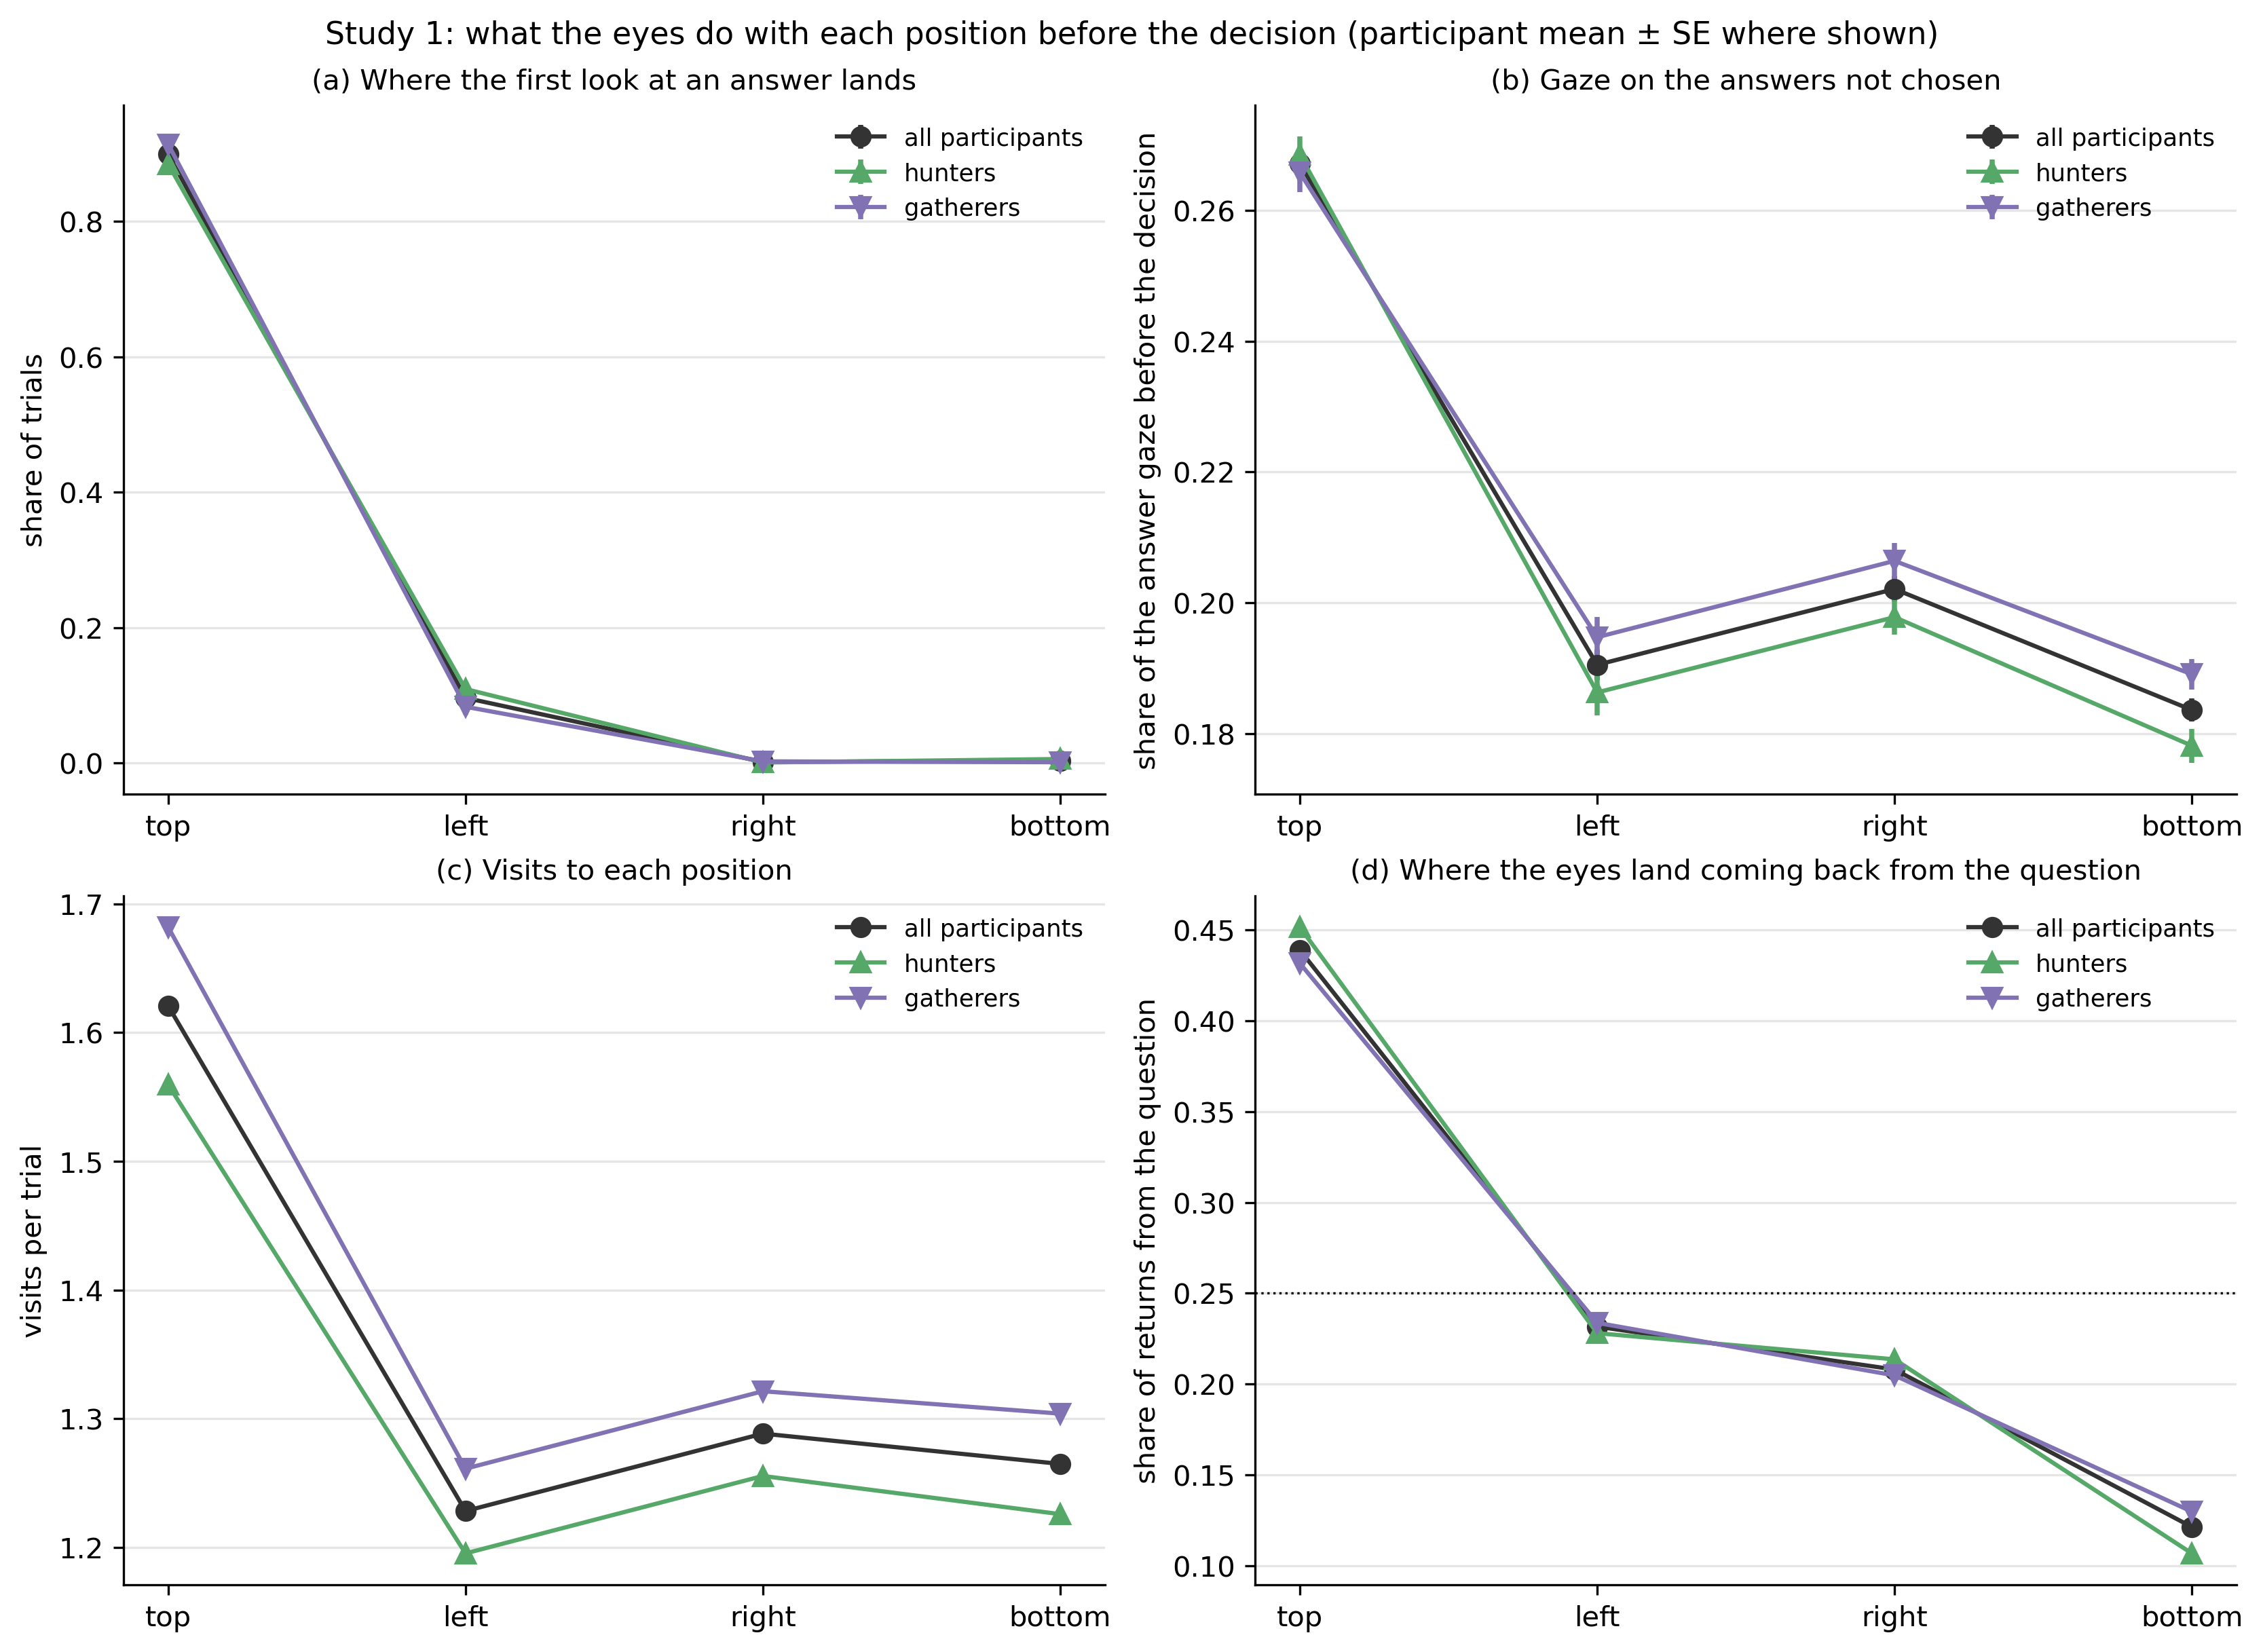 Study 1: what the eyes do with each position before the decision (participant mean ± SE where shown)
(a) Where the first look at an answer lands
share of trials
0.8
0.6
0.4
0.2
0.0
top left right bottom
all participants
hunters
gatherers
(b) Gaze on the answers not chosen
share of the answer gaze before the decision
0.26
0.24
0.22
0.20
0.18
top left right bottom
all participants
hunters
gatherers
(c) Visits to each position
visits per trial
1.7
1.6
1.5
1.4
1.3
1.2
top left right bottom
all participants
hunters
gatherers
(d) Where the eyes land coming back from the question
share of returns from the question
0.45
0.40
0.35
0.30
0.25
0.20
0.15
0.10
top left right bottom
all participants
hunters
gatherers